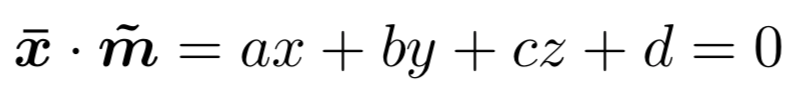 x̄ · m̃ = ax + by + cz + d = 0